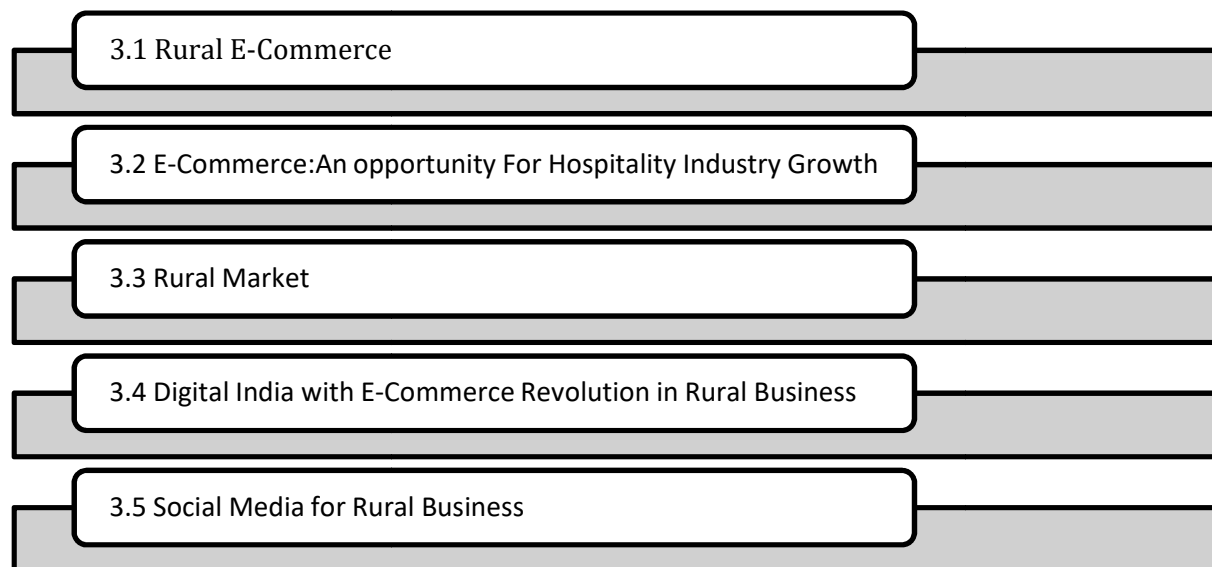 3.1 Rural E-Commerce
3.2 E-Commerce:An opportunity For Hospitality Industry Growth
3.3 Rural Market
3.4 Digital India with E-Commerce Revolution in Rural Business
3.5 Social Media for Rural Business